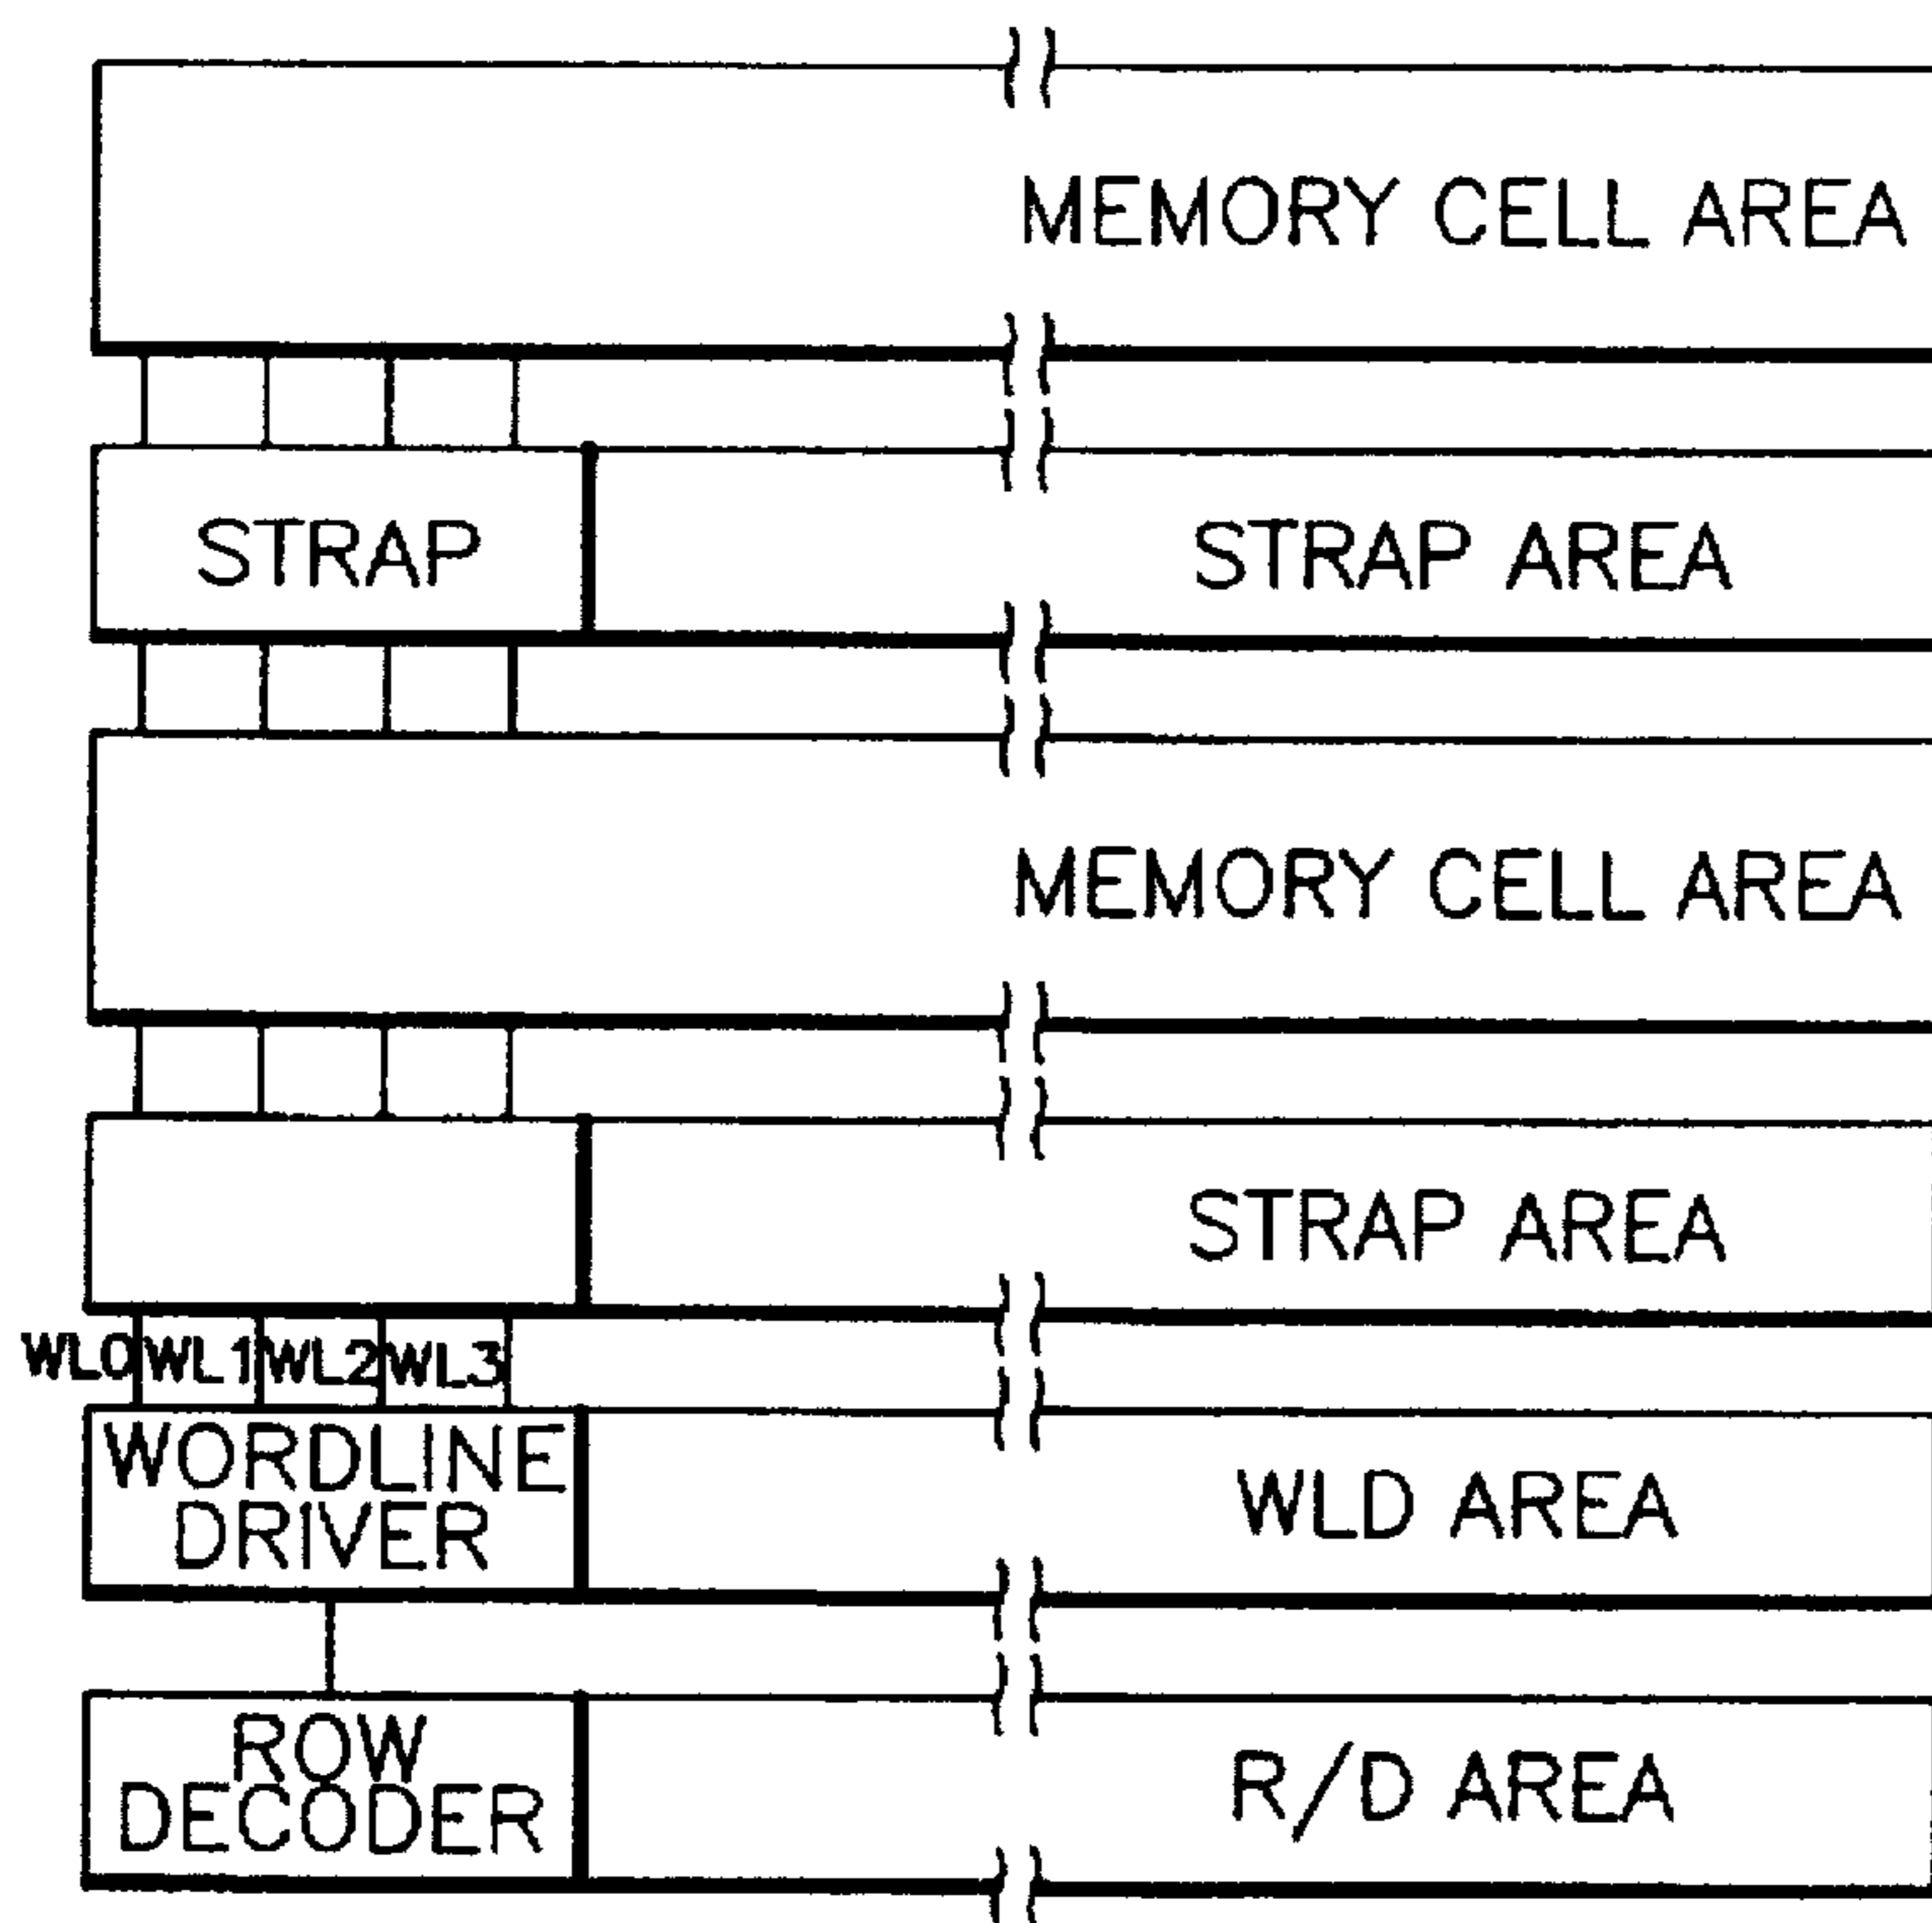 MEMORY CELL AREA
STRAP STRAP AREA
MEMORY CELL AREA
STRAP AREA
WL0 WL1 WL2 WL3
WORDLINE
DRIVER
WLD AREA
ROW
DECODER
R/D AREA